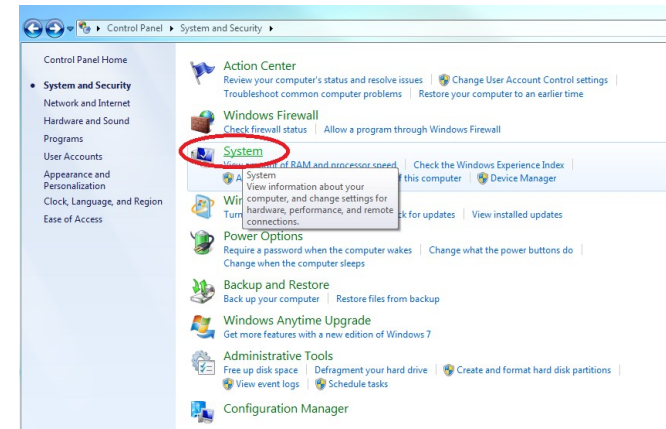 Control Panel System and Security
Control Panel Home
System and Security
Network and Internet
Hardware and Sound
Programs
User Accounts
Appearance and
Personalization
Clock, Language, and Region
Ease of Access
Action Center
Review your computer's status and resolve issues Change User Account Control settings
Troubleshoot common computer problems Restore your computer to an earlier time
Windows Firewall
Check firewall status Allow a program through Windows Firewall
System
View amount of RAM and processor speed Check the Windows Experience Index
A f this computer Device Manager
System
View information about your
computer, and change settings for
hardware, performance, and remote
connections.
Win
Turn ck for updates View installed updates
Power Options
Require a password when the computer wakes Change what the power buttons do
Change when the computer sleeps
Backup and Restore
Back up your computer Restore files from backup
Windows Anytime Upgrade
Get more features with a new edition of Windows 7
Administrative Tools
Free up disk space Defragment your hard drive Create and format hard disk partitions
View event logs Schedule tasks
Configuration Manager